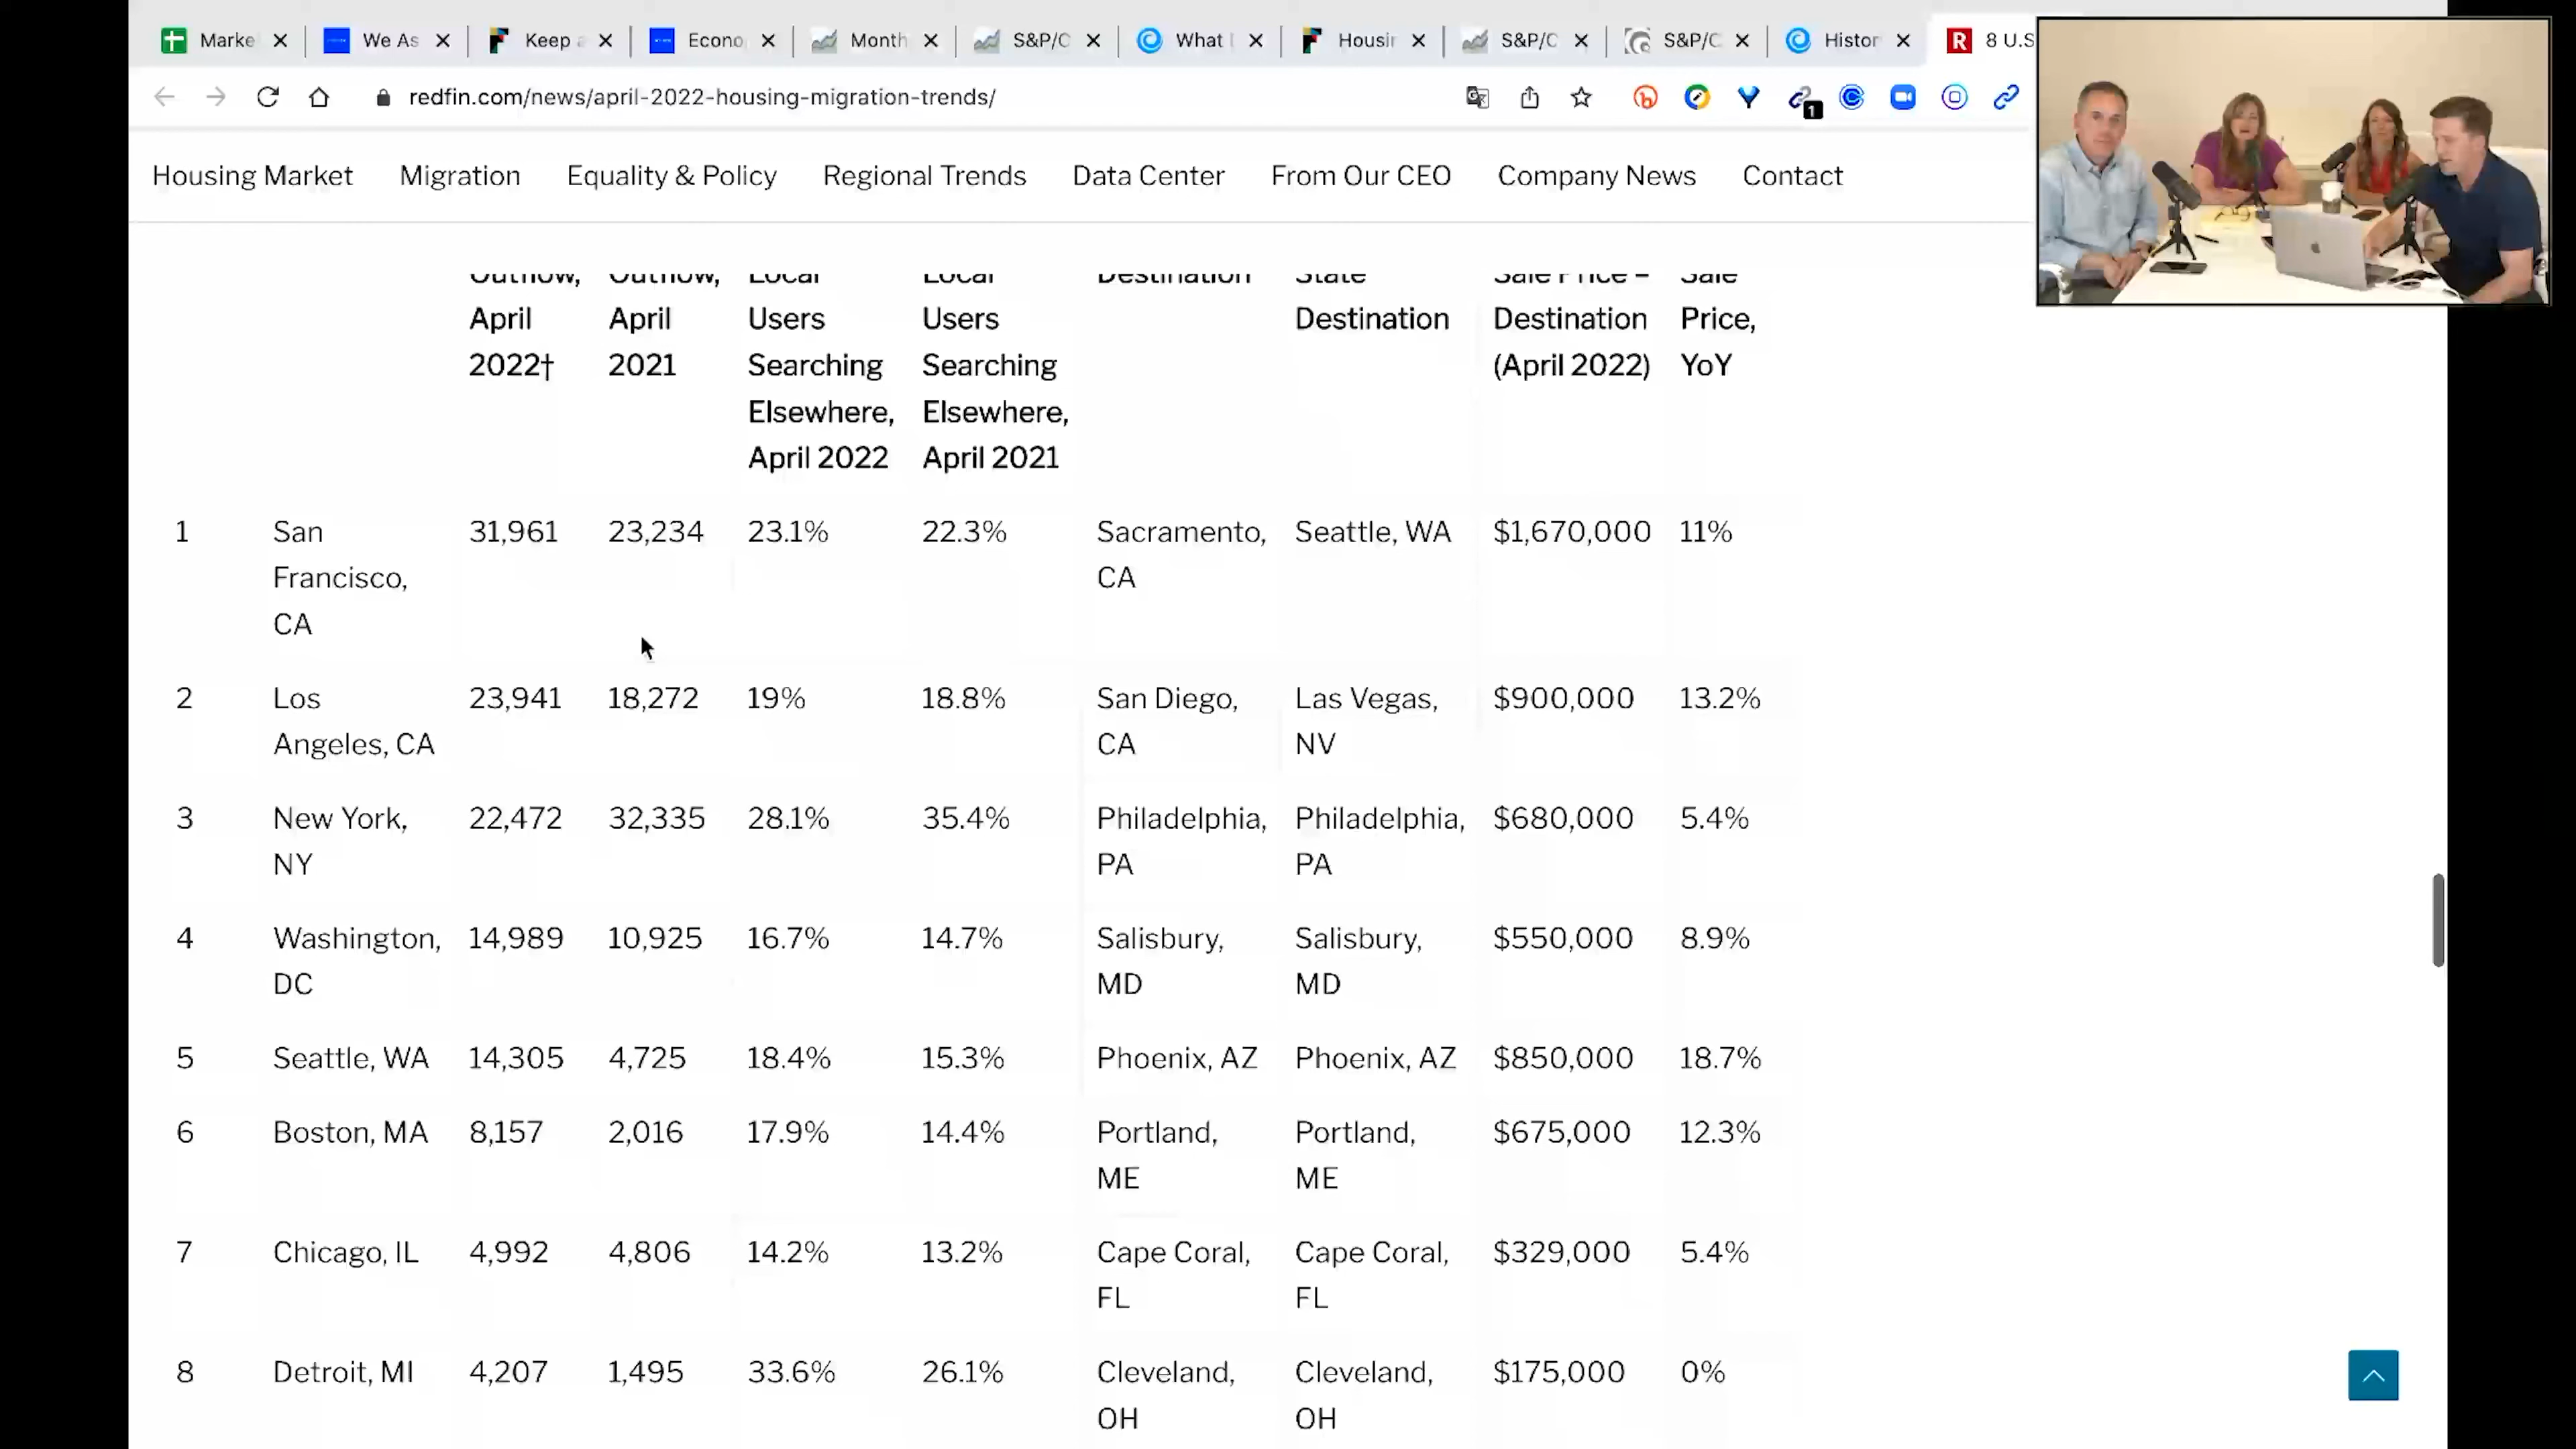 Marke We As Keep a Econo Month S&P/C What Housir S&P/C S&P/C Histor R 8 U.S
redfin.com/news/april-2022-housing-migration-trends/
1
Housing Market Migration Equality & Policy Regional Trends Data Center From Our CEO Company News Contact
Outflow, Outflow, Local Local Destination State Sale Price – Sale
April April Users Users Destination Destination Price,
2022† 2021 Searching Searching (April 2022) YoY
Elsewhere, Elsewhere,
April 2022 April 2021
1 San 31,961 23,234 23.1% 22.3% Sacramento, Seattle, WA $1,670,000 11%
Francisco, CA
CA
2 Los 23,941 18,272 19% 18.8% San Diego, Las Vegas, $900,000 13.2%
Angeles, CA CA NV
3 New York, 22,472 32,335 28.1% 35.4% Philadelphia, Philadelphia, $680,000 5.4%
NY PA PA
4 Washington, 14,989 10,925 16.7% 14.7% Salisbury, Salisbury, $550,000 8.9%
DC MD MD
5 Seattle, WA 14,305 4,725 18.4% 15.3% Phoenix, AZ Phoenix, AZ $850,000 18.7%
6 Boston, MA 8,157 2,016 17.9% 14.4% Portland, Portland, $675,000 12.3%
ME ME
7 Chicago, IL 4,992 4,806 14.2% 13.2% Cape Coral, Cape Coral, $329,000 5.4%
FL FL
8 Detroit, MI 4,207 1,495 33.6% 26.1% Cleveland, Cleveland, $175,000 0%
OH OH